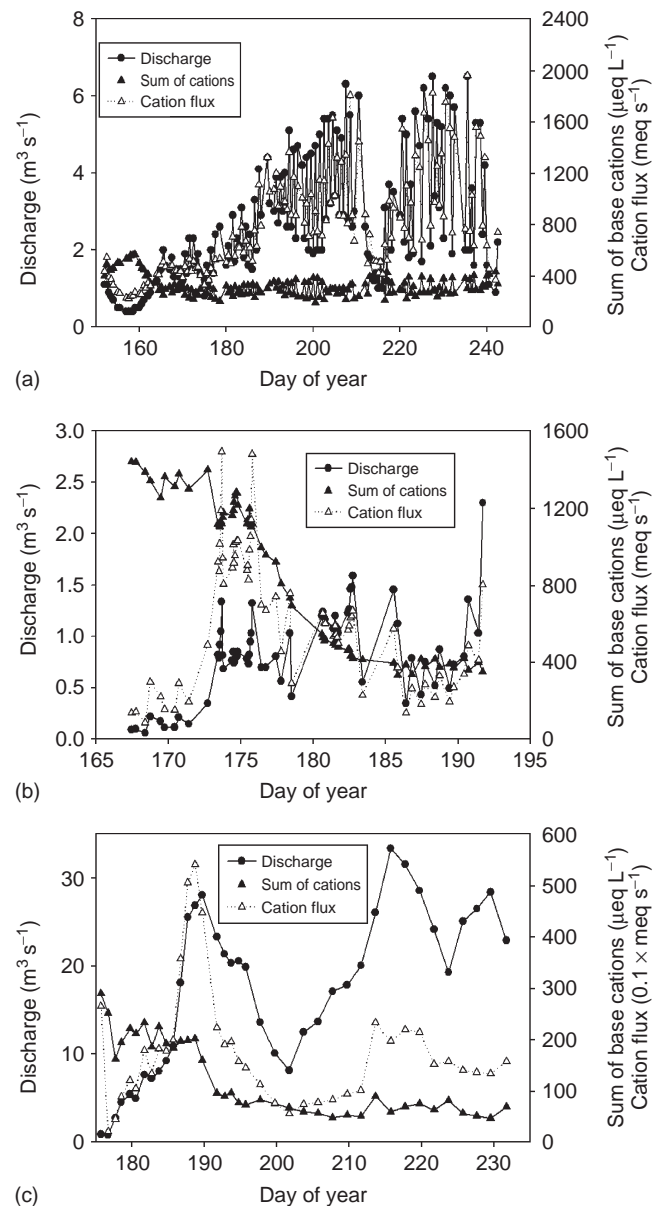 8
6
4
2
0
2400
2000
1600
1200
800
400
0
Discharge
Sum of cations
Cation flux
Discharge (m³ s⁻¹)
Sum of base cations (μeq L⁻¹)
Cation flux (meq s⁻¹)
160 180 200 220 240
Day of year
(a)
3.0
2.5
2.0
1.5
1.0
0.5
0.0
1600
1200
800
400
0
Discharge
Sum of cations
Cation flux
Discharge (m³ s⁻¹)
Sum of base cations (μeq L⁻¹)
Cation flux (meq s⁻¹)
165 170 175 180 185 190 195
Day of year
(b)
30
20
10
0
600
500
400
300
200
100
0
Discharge
Sum of cations
Cation flux
Discharge (m³ s⁻¹)
Sum of base cations (μeq L⁻¹)
Cation flux (0.1 × meq s⁻¹)
180 190 200 210 220 230
Day of year
(c)